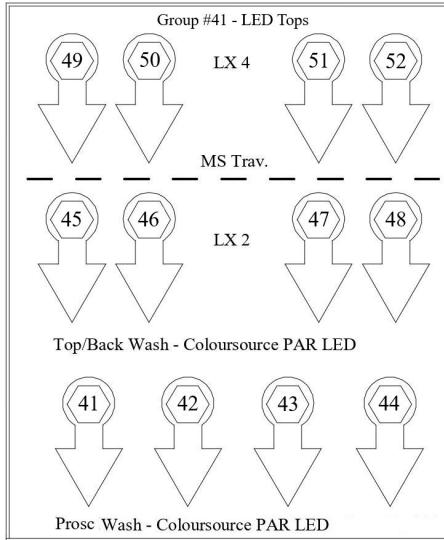 Group #41 - LED Tops
49 50 LX 4 51 52
MS Trav.
45 46 LX 2 47 48
Top/Back Wash - Coloursource PAR LED
41 42 43 44
Prosc Wash - Coloursource PAR LED